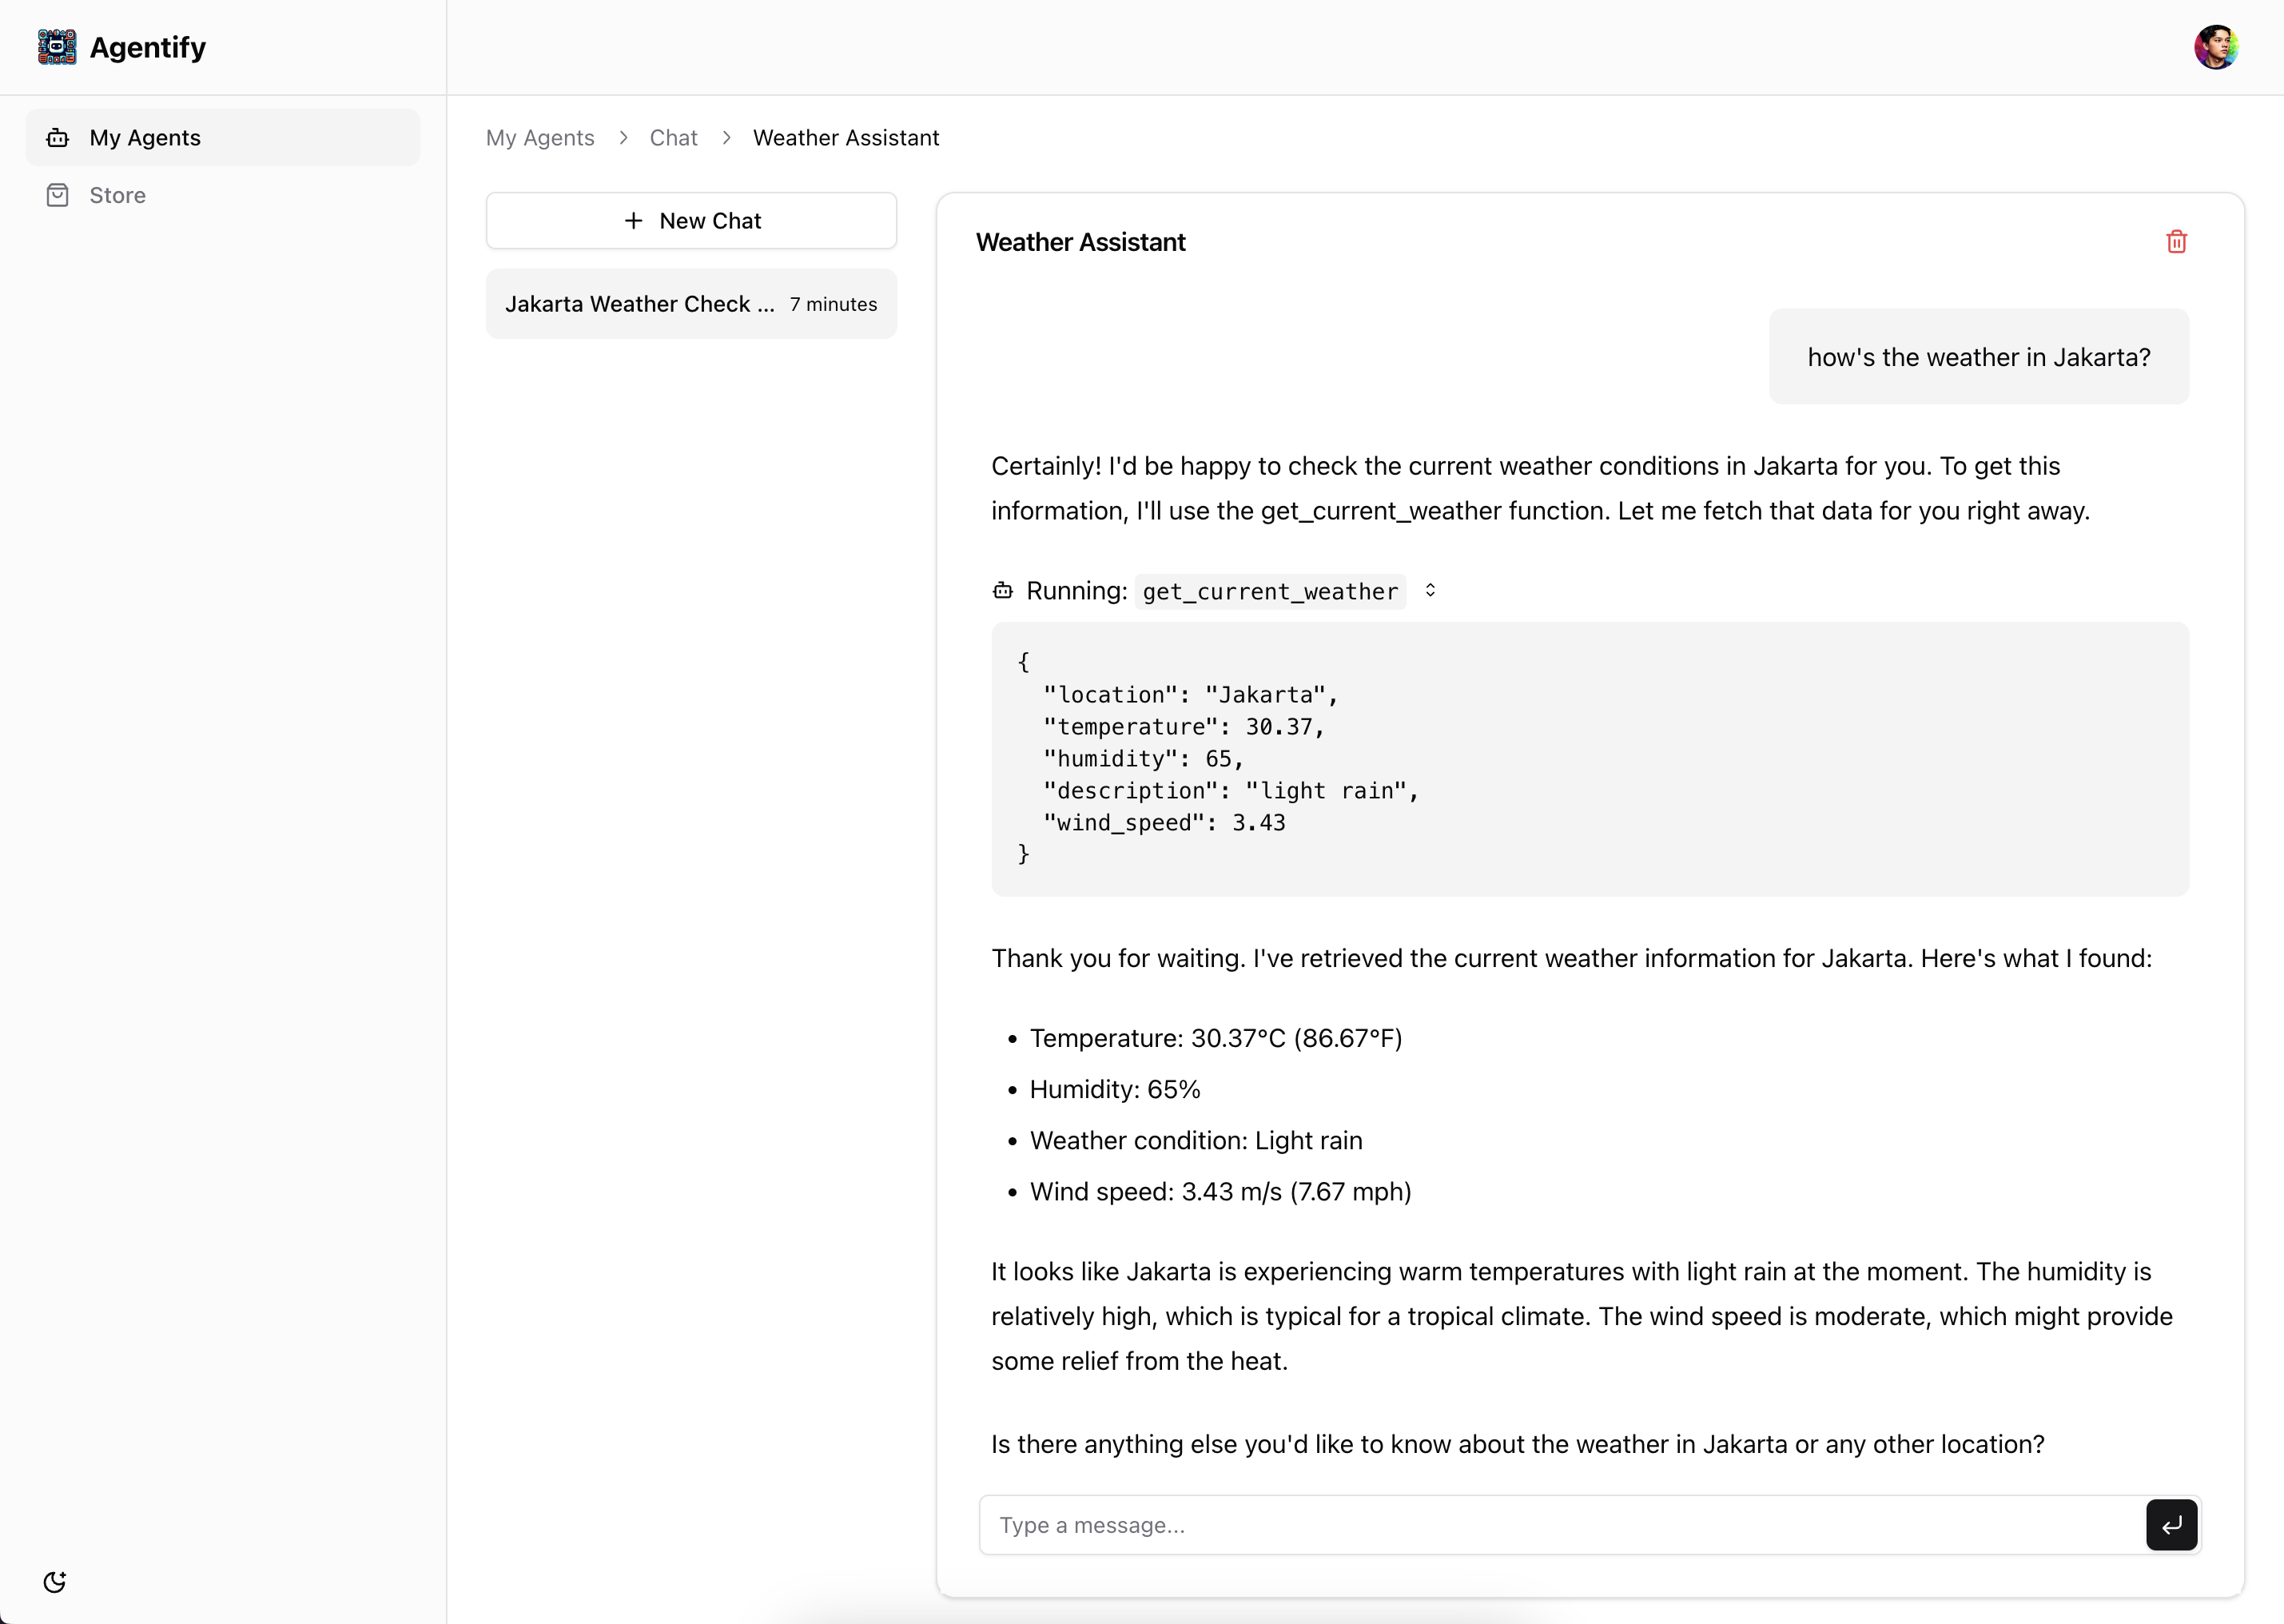 Agentify
My Agents
Store
My Agents > Chat > Weather Assistant
New Chat
Jakarta Weather Check ... 7 minutes
Weather Assistant
how's the weather in Jakarta?
Certainly! I'd be happy to check the current weather conditions in Jakarta for you. To get this
information, I'll use the get_current_weather function. Let me fetch that data for you right away.
Running: get_current_weather
{
  "location": "Jakarta",
  "temperature": 30.37,
  "humidity": 65,
  "description": "light rain",
  "wind_speed": 3.43
}
Thank you for waiting. I've retrieved the current weather information for Jakarta. Here's what I found:
• Temperature: 30.37°C (86.67°F)
• Humidity: 65%
• Weather condition: Light rain
• Wind speed: 3.43 m/s (7.67 mph)
It looks like Jakarta is experiencing warm temperatures with light rain at the moment. The humidity is
relatively high, which is typical for a tropical climate. The wind speed is moderate, which might provide
some relief from the heat.
Is there anything else you'd like to know about the weather in Jakarta or any other location?
Type a message...